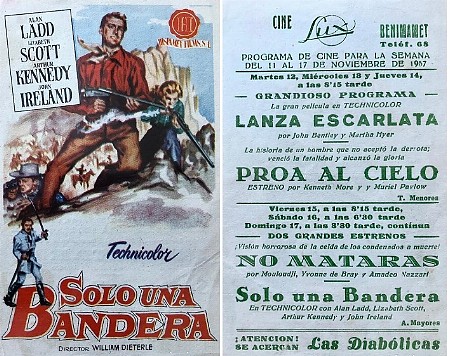 ALAN
LADD
LIZABETH
SCOTT
ARTHUR
KENNEDY
JOHN
IRELAND
HISPAMEX FILMS S.L.
Technicolor
SOLO UNA
BANDERA
DIRECTOR WILLIAM DIETERLE
CINE Lux BENIMAMET
Teléf. 68
PROGRAMA DE CINE PARA LA SEMANA
DEL 11 AL 17 DE NOVIEMBRE DE 1957
Martes 12, Miércoles 13 y Jueves 14,
a las 8'15 tarde
GRANDIOSO PROGRAMA
La gran película en TECHNICOLOR
LANZA ESCARLATA
por John Bentley y Martha Hyer
La historia de un hombre que no aceptó la derrota;
venció la fatalidad y alcanzó la gloria
PROA AL CIELO
ESTRENO por Kenneth More y y Muriel Pavlow
T. Menores
Viernes 15, a las 8'15 tarde,
Sábado 16, a las 6'30 tarde
Domingo 17, a las 3'30 tarde, contínua
DOS GRANDES ESTRENOS
¡Visión horrorosa de la celda de los condenados a muerte!
NO MATARAS
por Mouloudji, Yvonne de Bray y Amadeo Nazzari
Solo una Bandera
En TECHNICOLOR con Alan Ladd, Lizabeth Scott,
Arthur Kennedy y John Ireland
A. Mayores
¡ATENCION!
SE ACERCAN Las Diabólicas